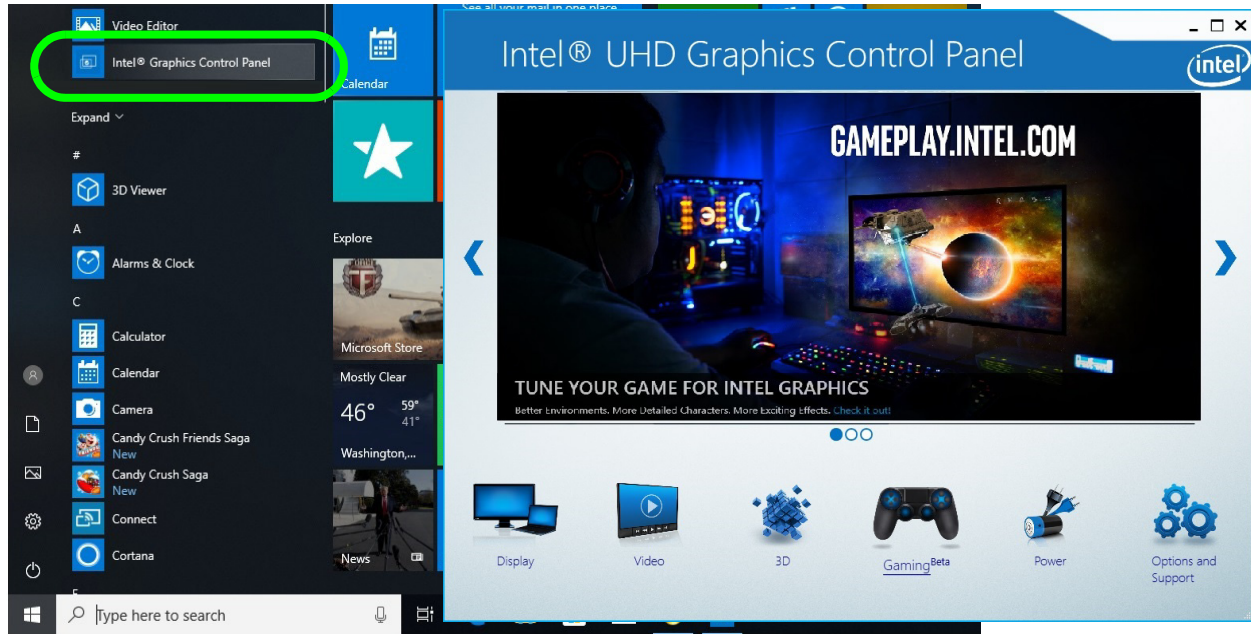 Video Editor
Intel® Graphics Control Panel
Expand
#
3D Viewer
A
Alarms & Clock
C
Calculator
Calendar
Camera
Candy Crush Friends Saga
New
Candy Crush Saga
New
Connect
Cortana
Type here to search
See all your mail in one place
Calendar
Explore
Microsoft Store
Mostly Clear
46° 59°
41°
Washington,...
News
Intel® UHD Graphics Control Panel
intel
GAMEPLAY.INTEL.COM
TUNE YOUR GAME FOR INTEL GRAPHICS
Better Environments. More Detailed Characters. More Exciting Effects. Check it out!
Display
Video
3D
Gaming Beta
Power
Options and
Support